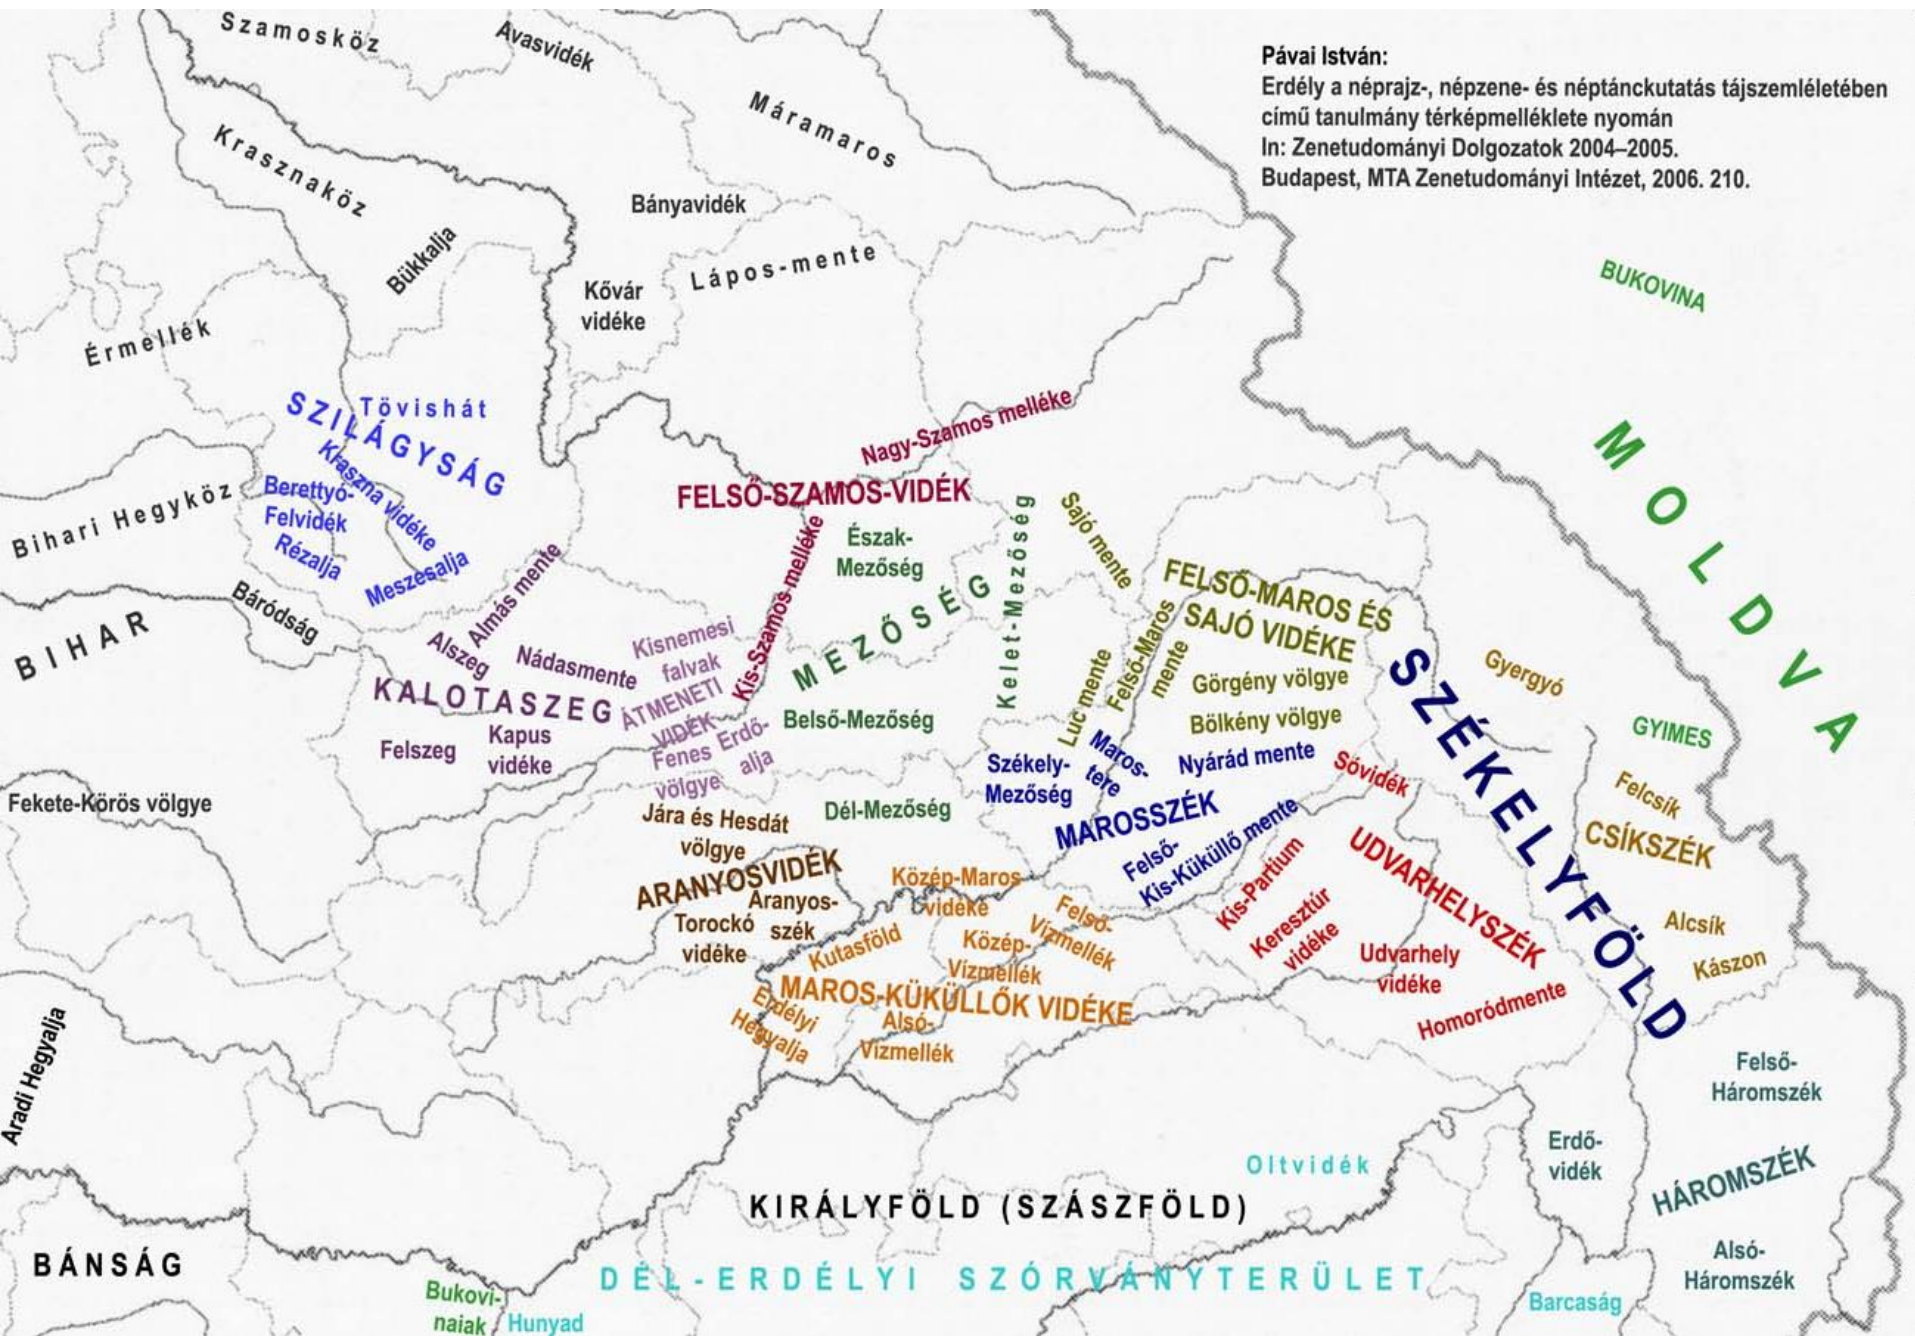 Szamosköz
Avasvidék
Pávai István:
Erdély a néprajz-, népzene- és néptánckutatás tájszemléletében
című tanulmány térképmelléklete nyomán
In: Zenetudományi Dolgozatok 2004–2005.
Budapest, MTA Zenetudományi Intézet, 2006. 210.
Máramaros
Krasznaköz
Bányavidék
Bükkalja
Lápos-mente
Kővár
vidéke
BUKOVINA
Érmellék
SZILÁGYSÁG
Tövishát
Kraszna vidéke
Berettyó-
Felvidék
Rézalja
Meszesalja
Bihari Hegyköz
BIHAR
Báródság
Nagy-Szamos melléke
FELSŐ-SZAMOS-VIDÉK
Kis-Szamos melléke
Észak-
Mezőség
MEZŐSÉG
Kelet-Mezőség
Belső-Mezőség
Dél-Mezőség
Sajó mente
FELSŐ-MAROS ÉS
SAJÓ VIDÉKE
Felső-Maros
mente
Luc mente
Görgény völgye
Bölkény völgye
MOLDVA
Almás mente
Alszeg
Nádasmente
KALOTASZEG
Felszeg
Kapus
vidéke
Kisnemesi
falvak
ÁTMENETI
VIDÉK
Fenes
völgye
Erdő-
alja
SZÉKELYFÖLD
Gyergyó
GYIMES
Felcsík
CSÍKSZÉK
Alcsík
Kászon
Székely-
Mezőség
Maros-
tere
Nyárád mente
MAROSSZÉK
Felső-
Kis-Küküllő mente
Sóvidék
UDVARHELYSZÉK
Kis-Partium
Keresztúr
vidéke
Udvarhely
vidéke
Homoródmente
Fekete-Körös völgye
Jára és Hesdát
völgye
ARANYOSVIDÉK
Aranyos-
szék
Torockó
vidéke
Közép-Maros
vidéke
Kutasföld
Közép-
Vízmellék
Felső-
Vízmellék
MAROS-KÜKÜLLŐK VIDÉKE
Erdélyi
Hegyalja
Alsó-
Vízmellék
Aradi Hegyalja
Felső-
Háromszék
Erdő-
vidék
HÁROMSZÉK
Alsó-
Háromszék
Oltvidék
KIRÁLYFÖLD (SZÁSZFÖLD)
BÁNSÁG
DÉL-ERDÉLYI SZÓRVÁNYTERÜLET
Bukovi-
naiak
Hunyad
Barcaság